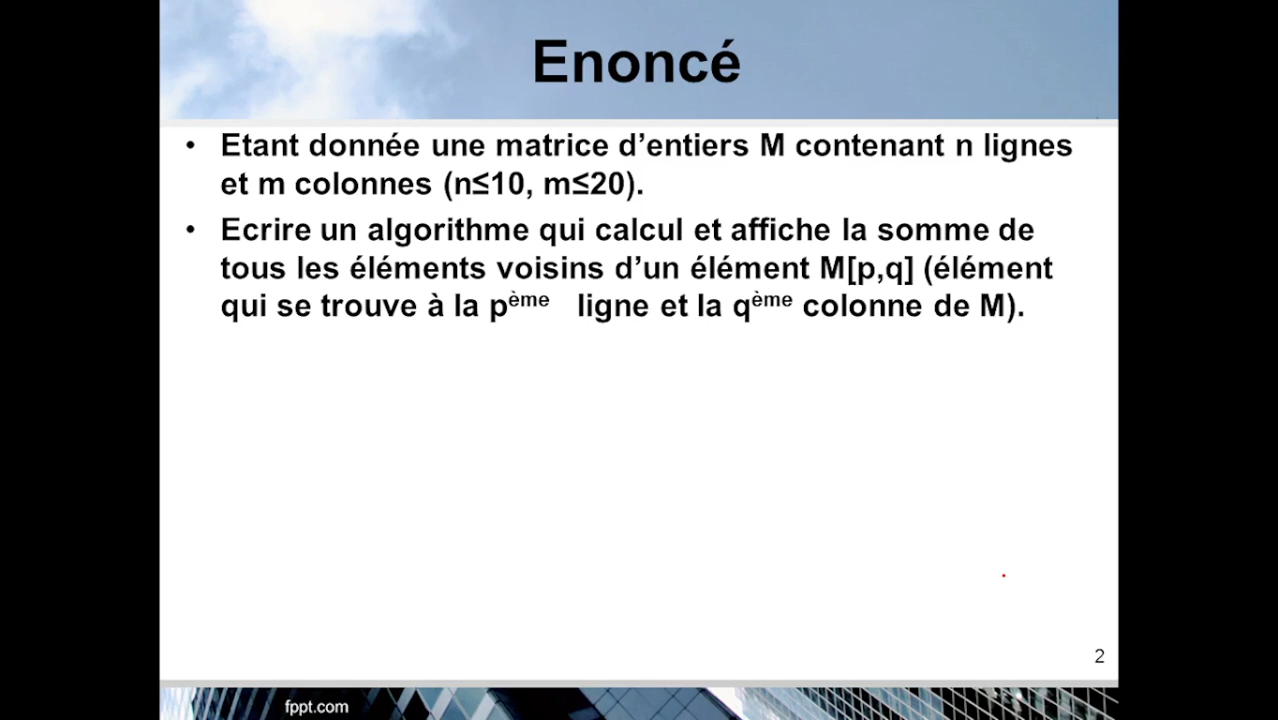 Enoncé
• Etant donnée une matrice d’entiers M contenant n lignes
et m colonnes (n≤10, m≤20).
• Ecrire un algorithme qui calcul et affiche la somme de
tous les éléments voisins d’un élément M[p,q] (élément
qui se trouve à la pème ligne et la qème colonne de M).
2
fppt.com